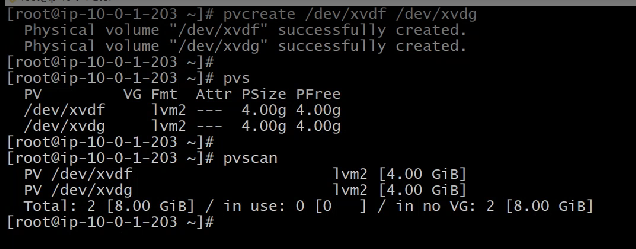 [root@ip-10-0-1-203 ~]# pvcreate /dev/xvdf /dev/xvdg
  Physical volume "/dev/xvdf" successfully created.
  Physical volume "/dev/xvdg" successfully created.
[root@ip-10-0-1-203 ~]#
[root@ip-10-0-1-203 ~]# pvs
  PV         VG Fmt  Attr PSize PFree
  /dev/xvdf     lvm2 ---  4.00g 4.00g
  /dev/xvdg     lvm2 ---  4.00g 4.00g
[root@ip-10-0-1-203 ~]#
[root@ip-10-0-1-203 ~]# pvscan
  PV /dev/xvdf                      lvm2 [4.00 GiB]
  PV /dev/xvdg                      lvm2 [4.00 GiB]
  Total: 2 [8.00 GiB] / in use: 0 [0   ] / in no VG: 2 [8.00 GiB]
[root@ip-10-0-1-203 ~]#